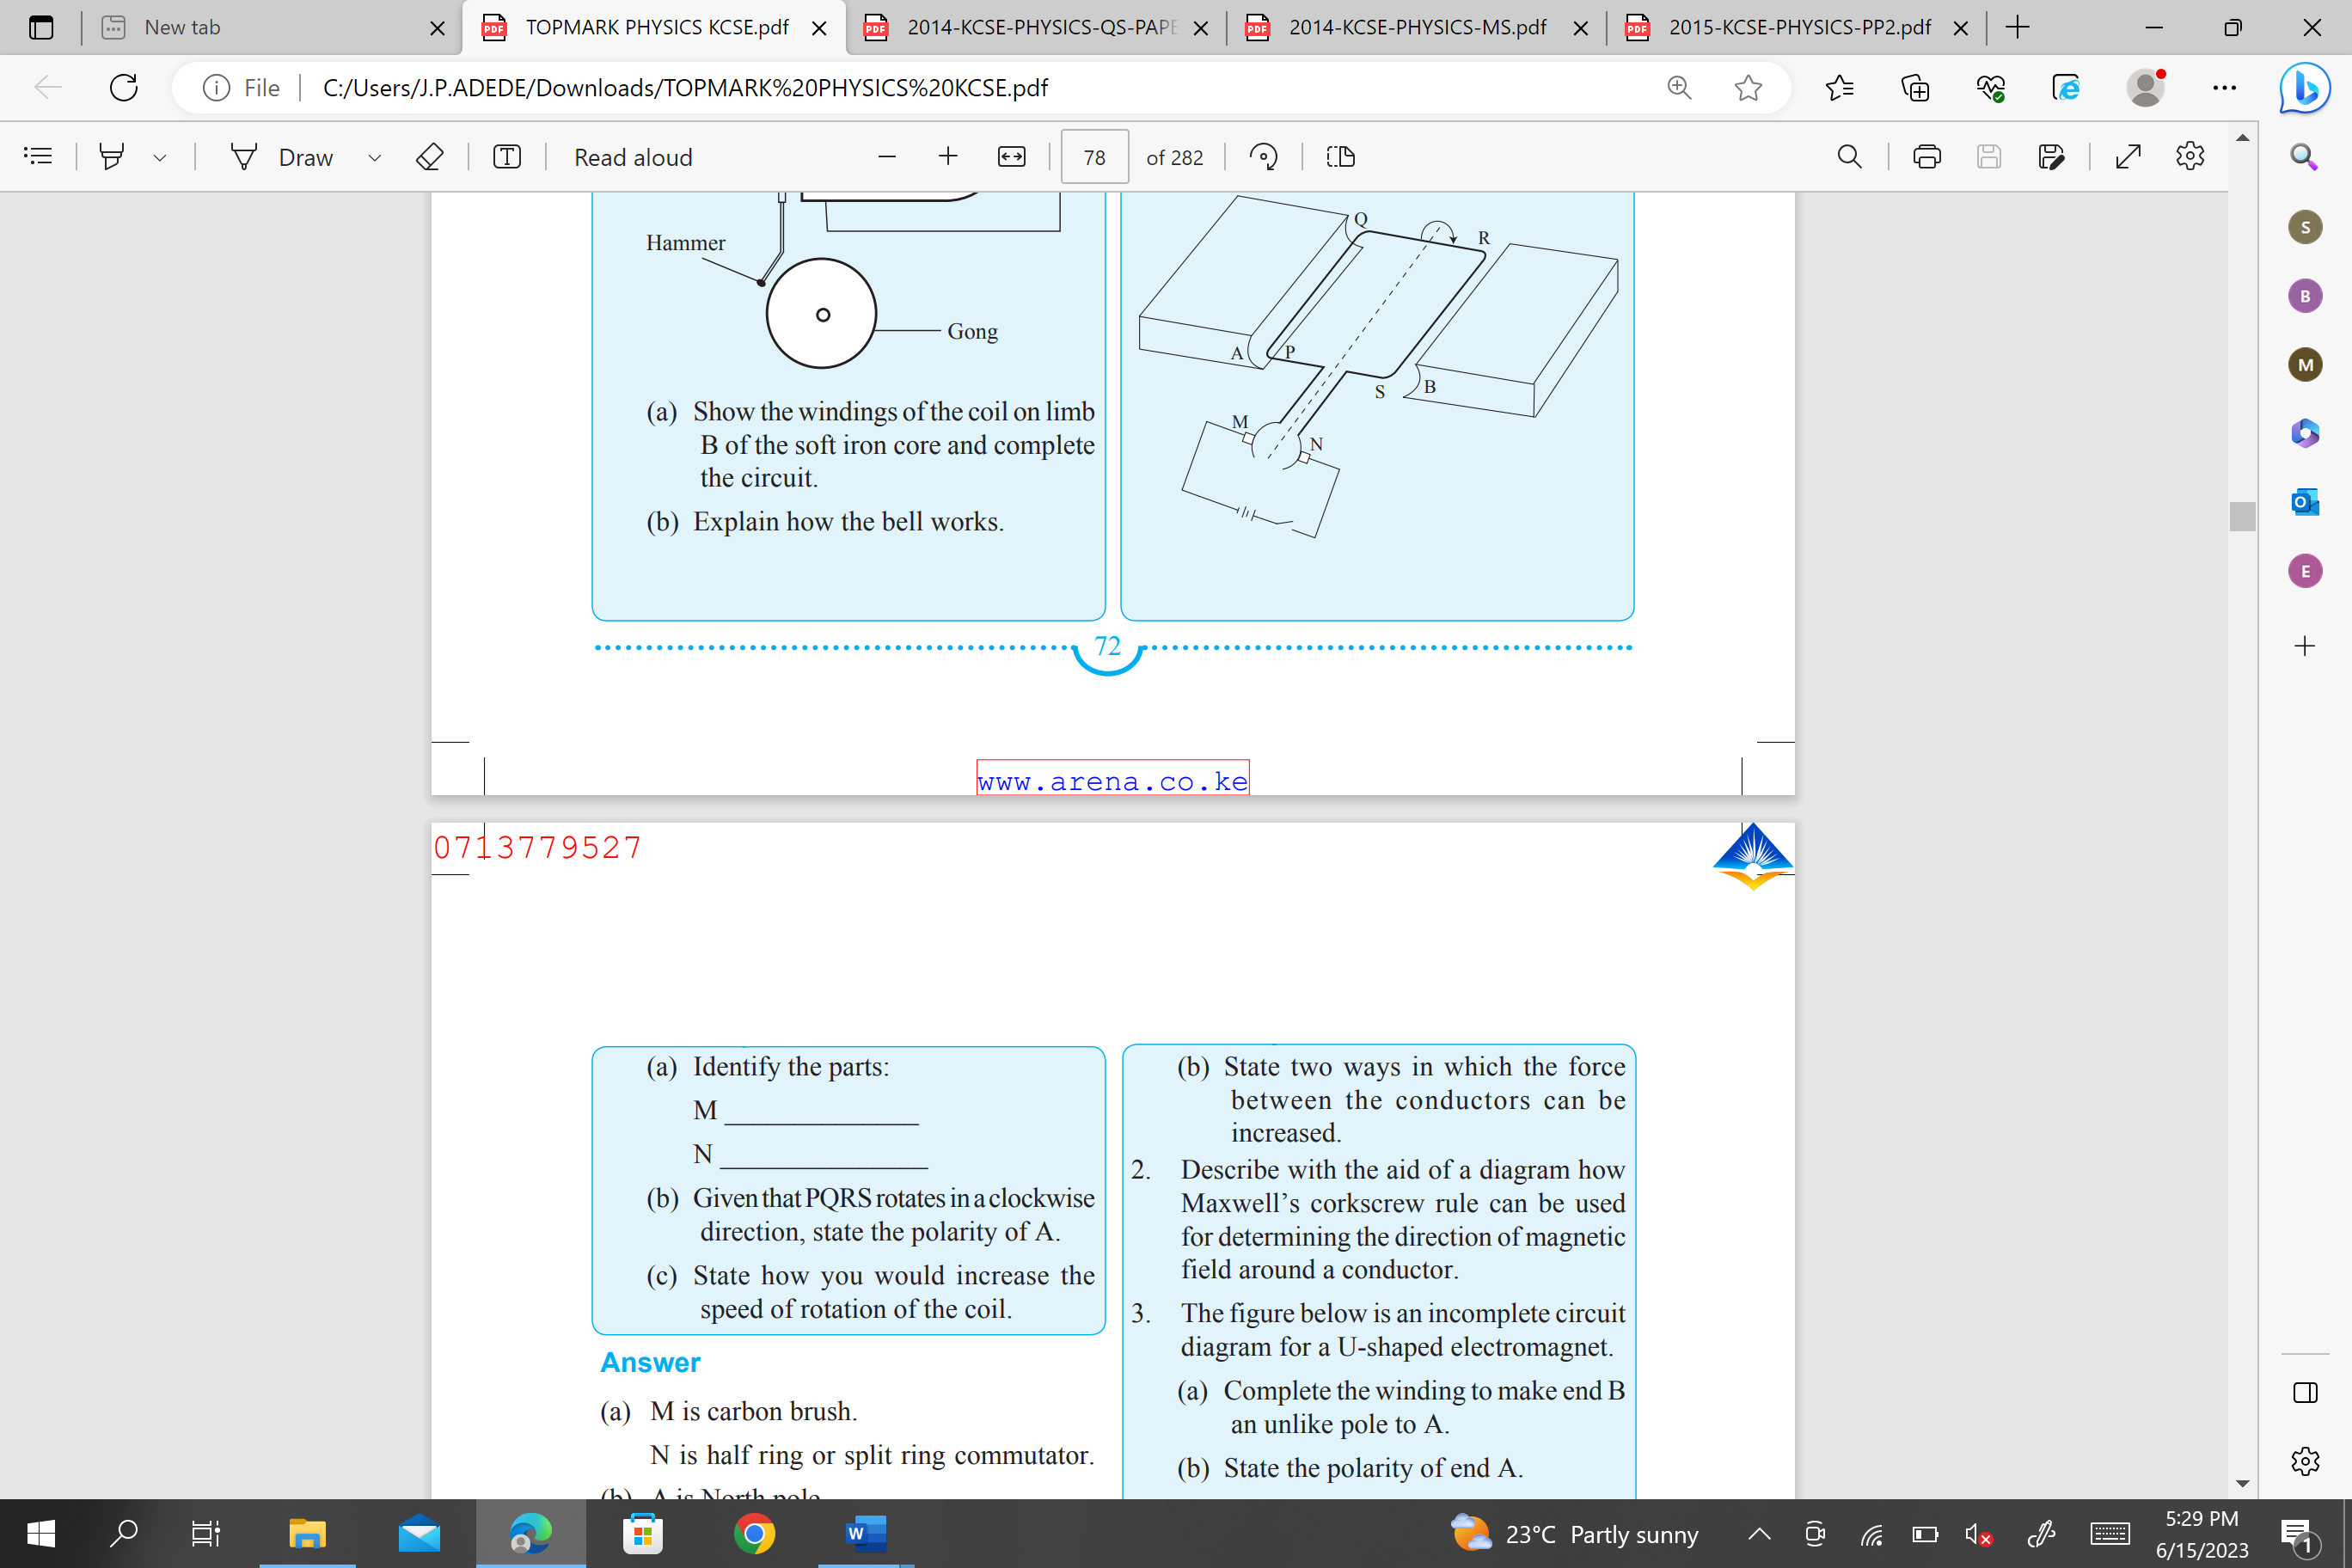 New tab
TOPMARK PHYSICS KCSE.pdf
2014-KCSE-PHYSICS-QS-PAPE
2014-KCSE-PHYSICS-MS.pdf
2015-KCSE-PHYSICS-PP2.pdf
File
C:/Users/J.P.ADEDE/Downloads/TOPMARK%20PHYSICS%20KCSE.pdf
Draw
Read aloud
78
of 282
Hammer
Gong
(a) Show the windings of the coil on limb
B of the soft iron core and complete
the circuit.
(b) Explain how the bell works.
Q
R
A
P
S
B
M
N
72
www.arena.co.ke
0713779527
(a) Identify the parts:
M ______________
N _______________
(b) Given that PQRS rotates in a clockwise
direction, state the polarity of A.
(c) State how you would increase the
speed of rotation of the coil.
Answer
(a) M is carbon brush.
N is half ring or split ring commutator.
(b) A is North pole
(b) State two ways in which the force
between the conductors can be
increased.
2. Describe with the aid of a diagram how
Maxwell's corkscrew rule can be used
for determining the direction of magnetic
field around a conductor.
3. The figure below is an incomplete circuit
diagram for a U-shaped electromagnet.
(a) Complete the winding to make end B
an unlike pole to A.
(b) State the polarity of end A.
S
B
M
E
23°C Partly sunny
5:29 PM
6/15/2023
1